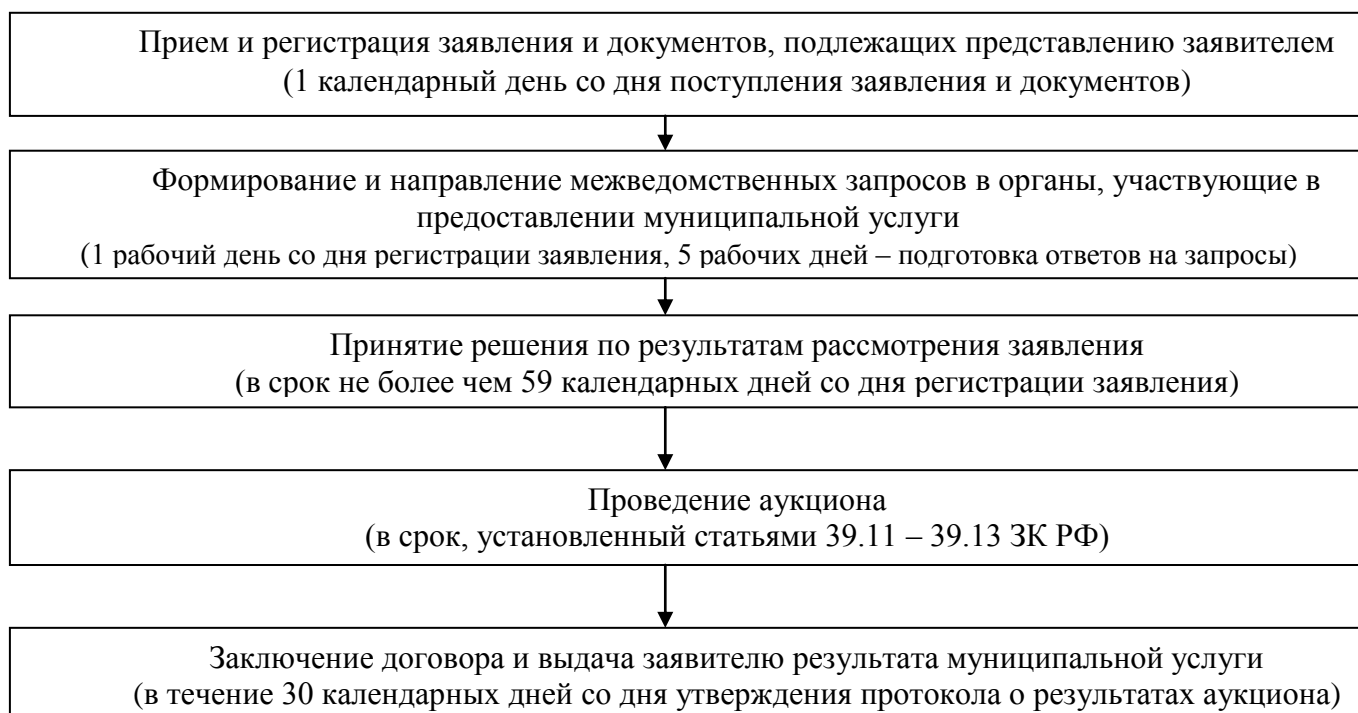 Прием и регистрация заявления и документов, подлежащих представлению заявителем
(1 календарный день со дня поступления заявления и документов)
Формирование и направление межведомственных запросов в органы, участвующие в
предоставлении муниципальной услуги
(1 рабочий день со дня регистрации заявления, 5 рабочих дней – подготовка ответов на запросы)
Принятие решения по результатам рассмотрения заявления
(в срок не более чем 59 календарных дней со дня регистрации заявления)
Проведение аукциона
(в срок, установленный статьями 39.11 – 39.13 ЗК РФ)
Заключение договора и выдача заявителю результата муниципальной услуги
(в течение 30 календарных дней со дня утверждения протокола о результатах аукциона)